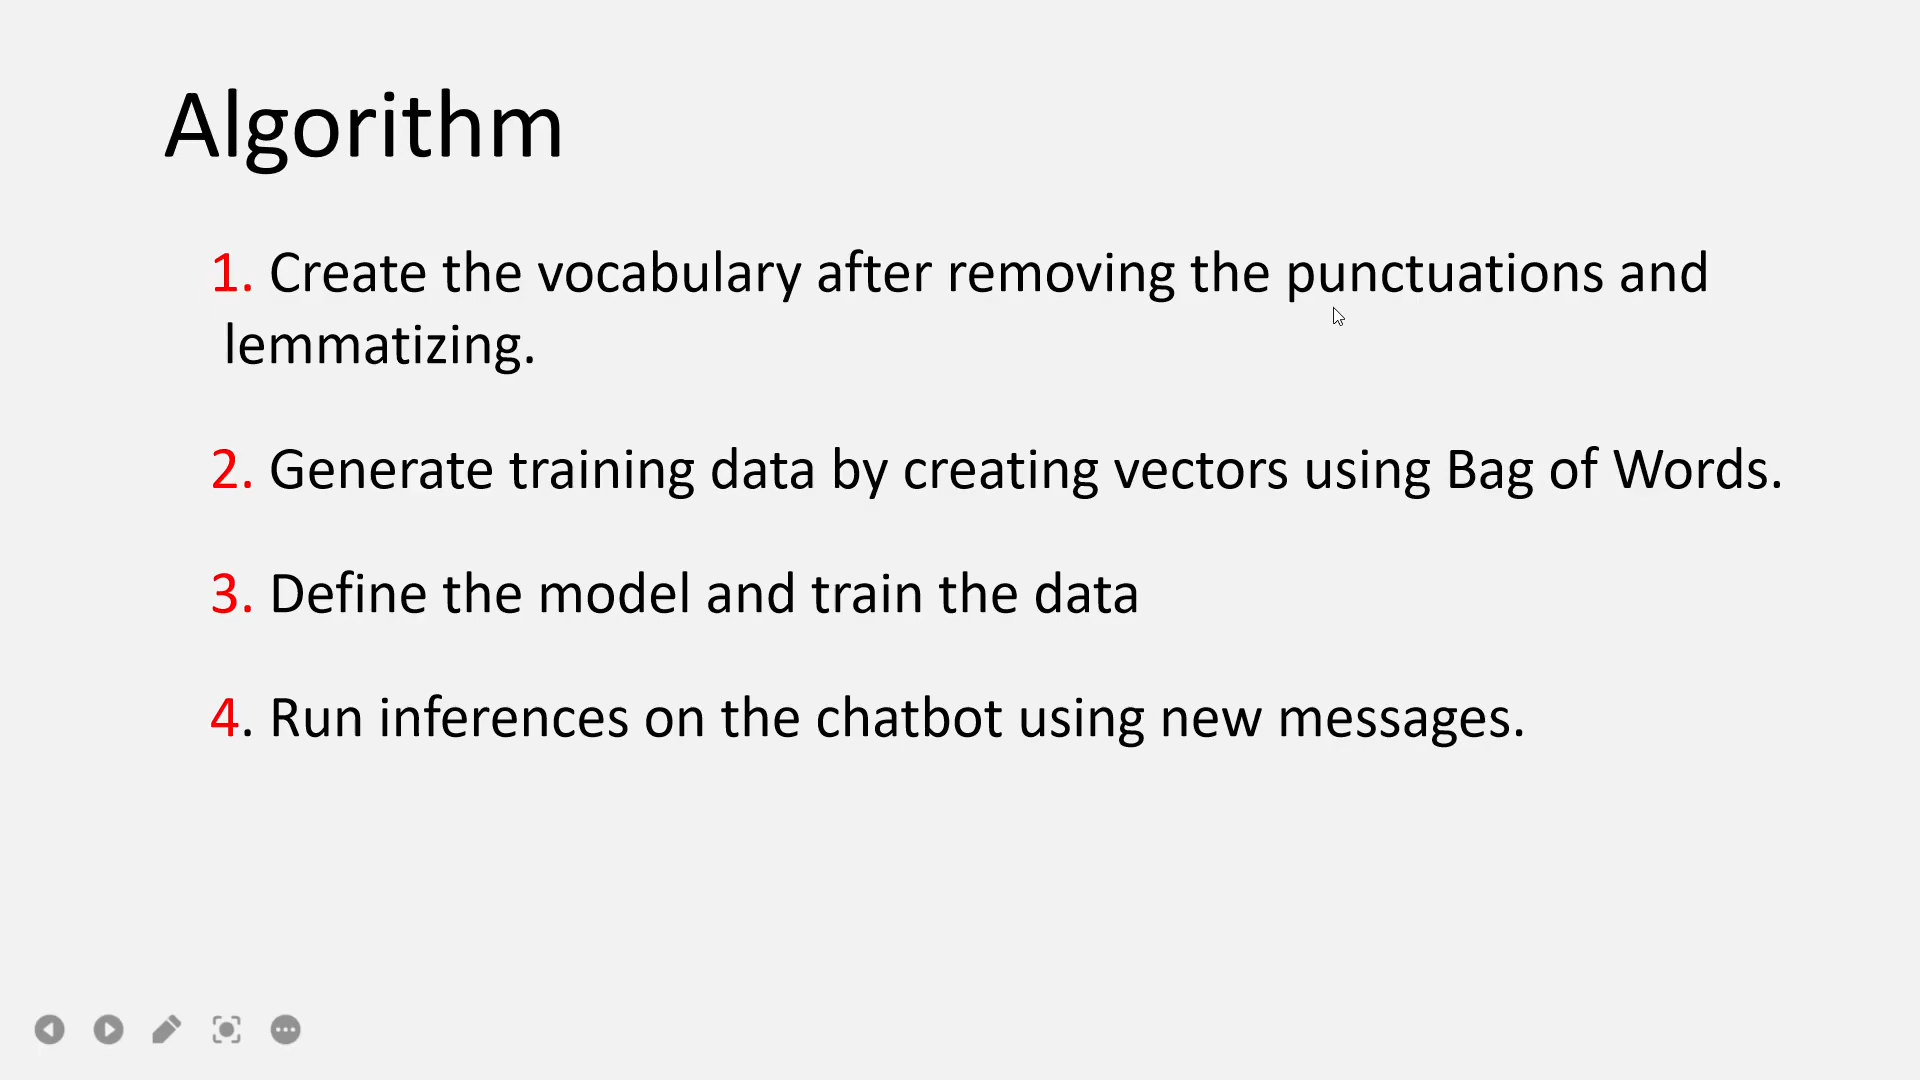 Algorithm
1. Create the vocabulary after removing the punctuations and
lemmatizing.
2. Generate training data by creating vectors using Bag of Words.
3. Define the model and train the data
4. Run inferences on the chatbot using new messages.